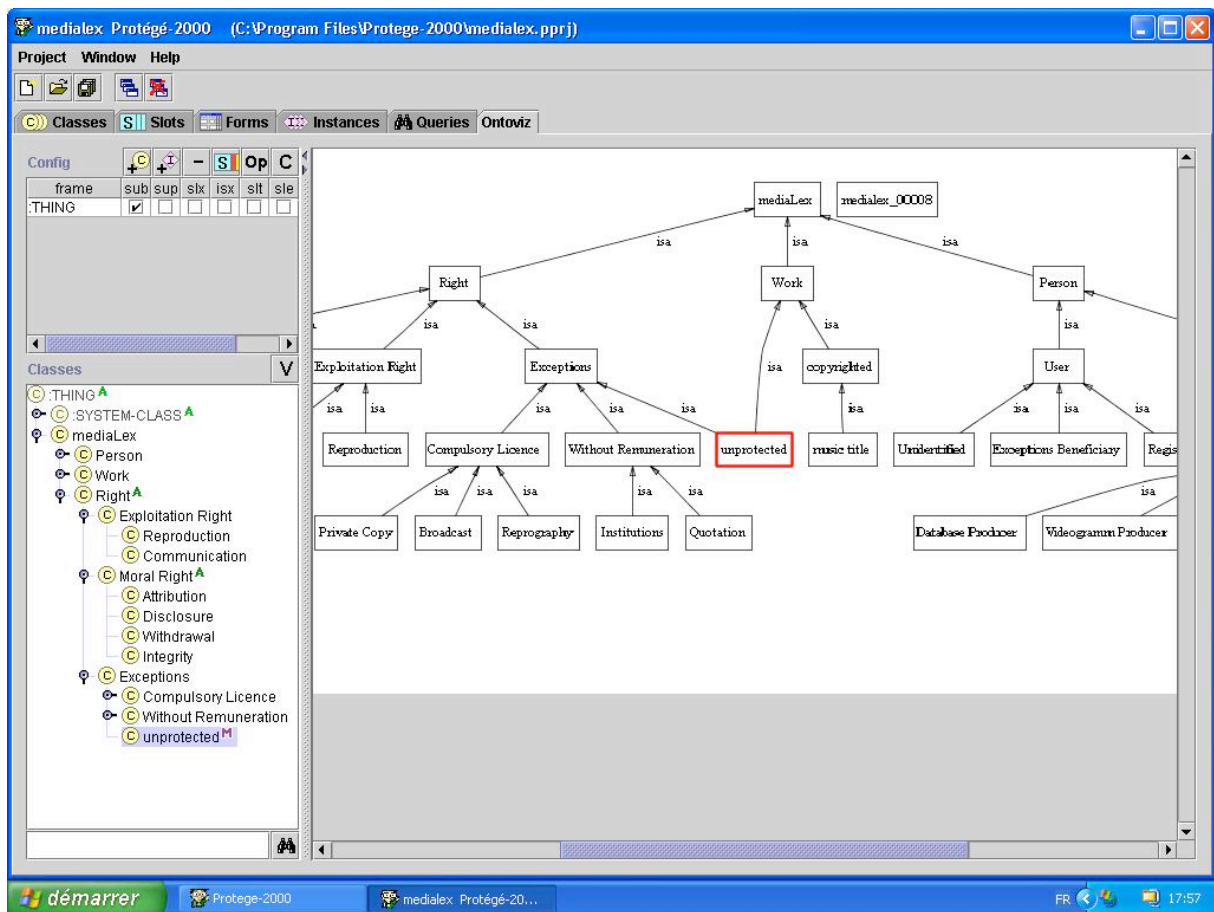 medialex Protégé-2000 (C:\Program Files\Protege-2000\medialex.pprj)
Project Window Help
Classes Slots Forms Instances Queries Ontoviz
Config S Op C
frame sub sup slx isx slt sle
:THING
Classes V
:THING A
:SYSTEM-CLASS A
mediaLex
Person
Work
Right A
Exploitation Right
Reproduction
Communication
Moral Right A
Attribution
Disclosure
Withdrawal
Integrity
Exceptions
Compulsory Licence
Without Remuneration
unprotected M
mediaLex medialex_00008
isa isa isa
Right Work Person
isa isa isa isa
Exploitation Right Exceptions isa copyrighted User
isa isa isa isa isa isa isa isa isa
Reproduction Compulsory Licence Without Remuneration unprotected music title Unidentified Exceptions Beneficiary Regis
isa isa isa isa isa isa
Private Copy Broadcast Reprography Institutions Quotation Database Producer Videogramm Producer
démarrer Protege-2000 medialex Protégé-20... FR 17:57